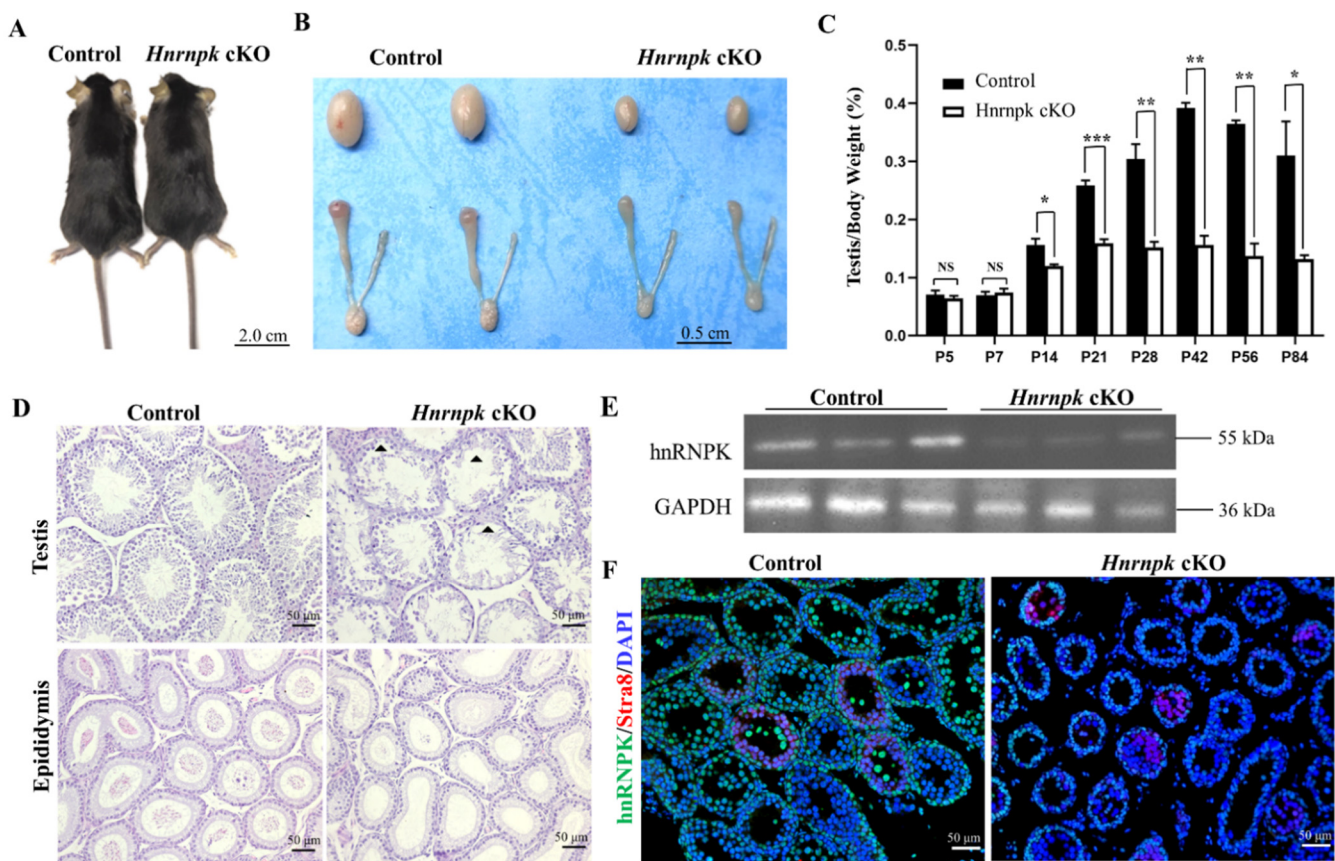 A
Control Hnrnpk cKO
2.0 cm
B
Control Hnrnpk cKO
0.5 cm
C
Testis/Body Weight (%)
0.5
0.4
0.3
0.2
0.1
0.0
Control
Hnrnpk cKO
NS NS * *** ** ** ** *
P5 P7 P14 P21 P28 P42 P56 P84
D
Control Hnrnpk cKO
Testis
50 µm 50 µm
Epididymis
50 µm 50 µm
E
Control Hnrnpk cKO
hnRNPK 55 kDa
GAPDH 36 kDa
F
Control Hnrnpk cKO
hnRNPK/Stra8/DAPI
50 µm 50 µm